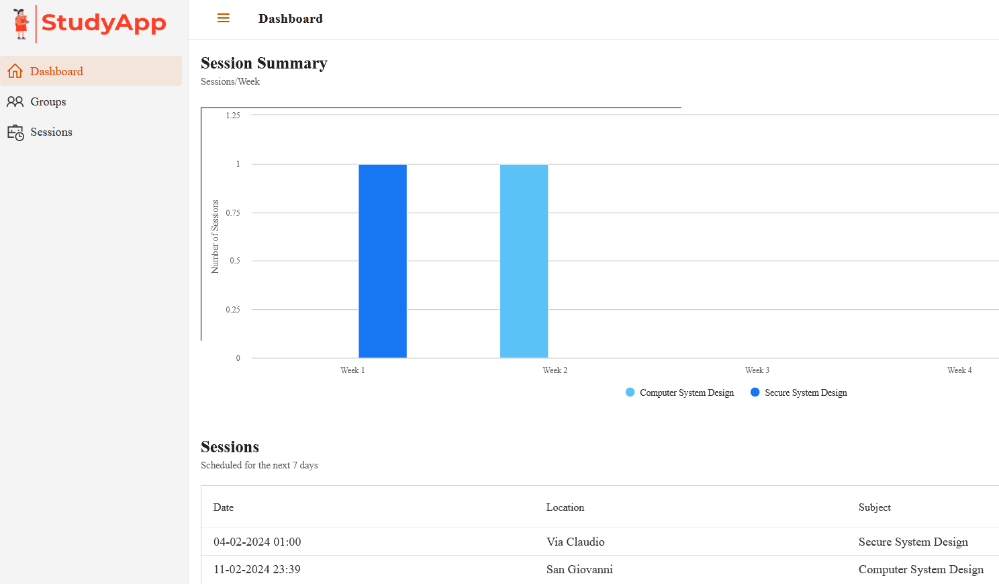 StudyApp
Dashboard
Dashboard
Groups
Sessions
Session Summary
Sessions/Week
1.25
1
0.75
0.5
0.25
0
Number of Sessions
Week 1 Week 2 Week 3 Week 4
Computer System Design Secure System Design
Sessions
Scheduled for the next 7 days
Date Location Subject
04-02-2024 01:00 Via Claudio Secure System Design
11-02-2024 23:39 San Giovanni Computer System Design